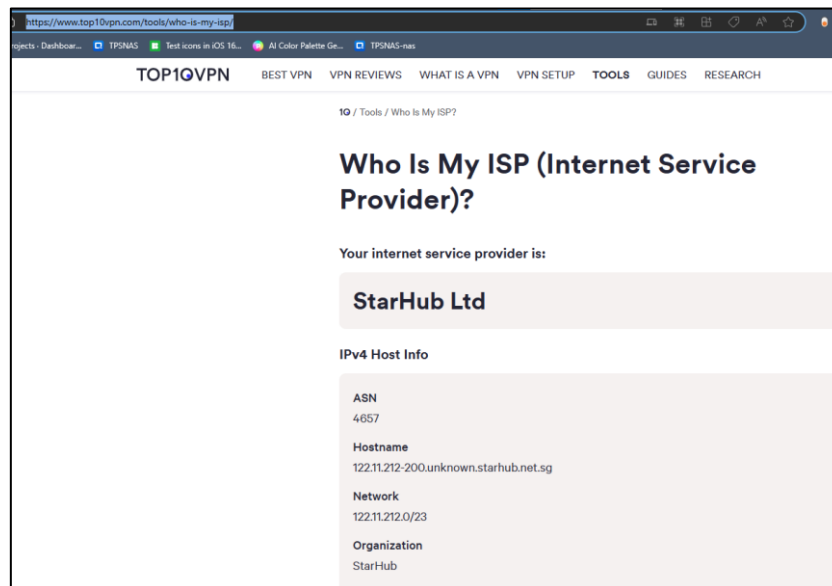 https://www.top10vpn.com/tools/who-is-my-isp/
rojects - Dashboar... TPSNAS Test icons in iOS 16... AI Color Palette Ge... TPSNAS-nas
TOP10VPN BEST VPN VPN REVIEWS WHAT IS A VPN VPN SETUP TOOLS GUIDES RESEARCH
1Q / Tools / Who Is My ISP?
Who Is My ISP (Internet Service
Provider)?
Your internet service provider is:
StarHub Ltd
IPv4 Host Info
ASN
4657
Hostname
122.11.212-200.unknown.starhub.net.sg
Network
122.11.212.0/23
Organization
StarHub